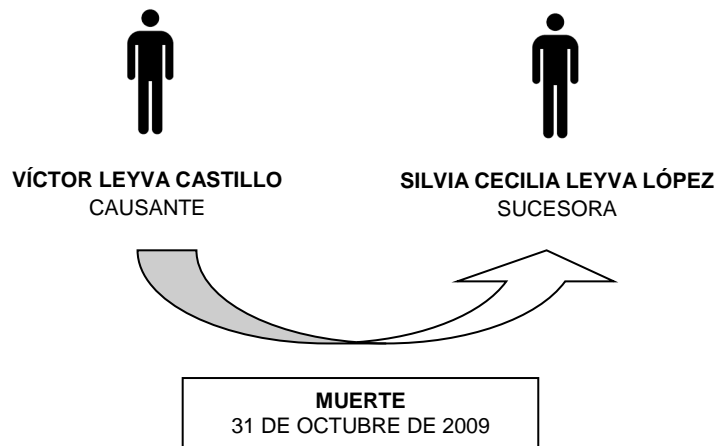 VÍCTOR LEYVA CASTILLO
CAUSANTE
SILVIA CECILIA LEYVA LÓPEZ
SUCESORA
MUERTE
31 DE OCTUBRE DE 2009